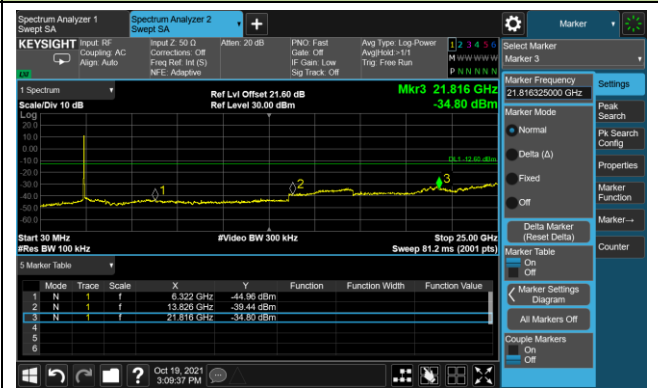 Spectrum Analyzer 1
Swept SA
Spectrum Analyzer 2
Swept SA
Marker
KEYSIGHT
Input: RF
Coupling: AC
Align: Auto
Input Z: 50 Ω
Corrections: Off
Freq Ref: Int (S)
NFE: Adaptive
Atten: 20 dB
PNO: Fast
Gate: Off
IF Gain: Low
Sig Track: Off
Avg Type: Log-Power
Avg|Hold:>1/1
Trig: Free Run
1 2 3 4 5 6
M W W W W W
P N N N N N
Select Marker
Marker 3
1 Spectrum
Scale/Div 10 dB
Log
Ref Lvl Offset 21.60 dB
Ref Level 30.00 dBm
Mkr3 21.816 GHz
-34.80 dBm
20.0
10.0
0.00
-10.0
-20.0
-30.0
-40.0
-50.0
-60.0
DL1 -12.60 dBm
1
2
3
Start 30 MHz
#Res BW 100 kHz
#Video BW 300 kHz
Stop 25.00 GHz
Sweep 81.2 ms (2001 pts)
5 Marker Table
Mode Trace Scale X Y Function Function Width Function Value
1 N 1 f 6.322 GHz -44.96 dBm
2 N 1 f 13.826 GHz -39.44 dBm
3 N 1 f 21.816 GHz -34.80 dBm
4
5
6
Marker Frequency
21.816325000 GHz
Marker Mode
Normal
Delta (Δ)
Fixed
Off
Delta Marker
(Reset Delta)
Marker Table
On
Off
Marker Settings
Diagram
All Markers Off
Couple Markers
On
Off
Settings
Peak
Search
Pk Search
Config
Properties
Marker
Function
Marker→
Counter
?
Oct 19, 2021
3:09:37 PM